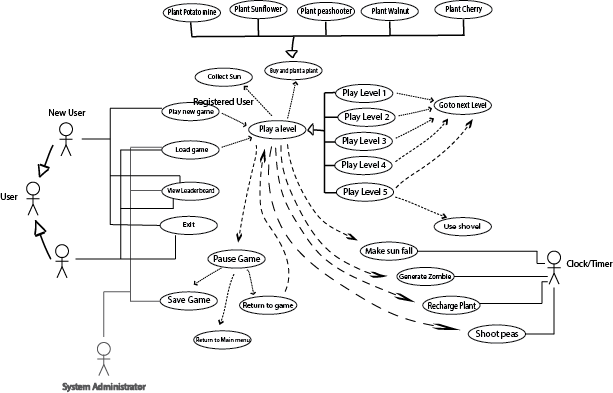 Plant Potatomine
Plant Sunflower
Plant peashooter
Plant Walnut
Plant Cherry
Collect Sun
Buy and plant a plant
New User
Registered User
Play new game
Play a level
Play Level 1
Play Level 2
Play Level 3
Play Level 4
Play Level 5
Go to next Level
Load game
User
View Leaderboard
Exit
Use shovel
Make sun fall
Pause Game
Generate Zombie
Clock/Timer
Save Game
Return to game
Recharge Plant
Return to Main menu
Shoot peas
System Administrator